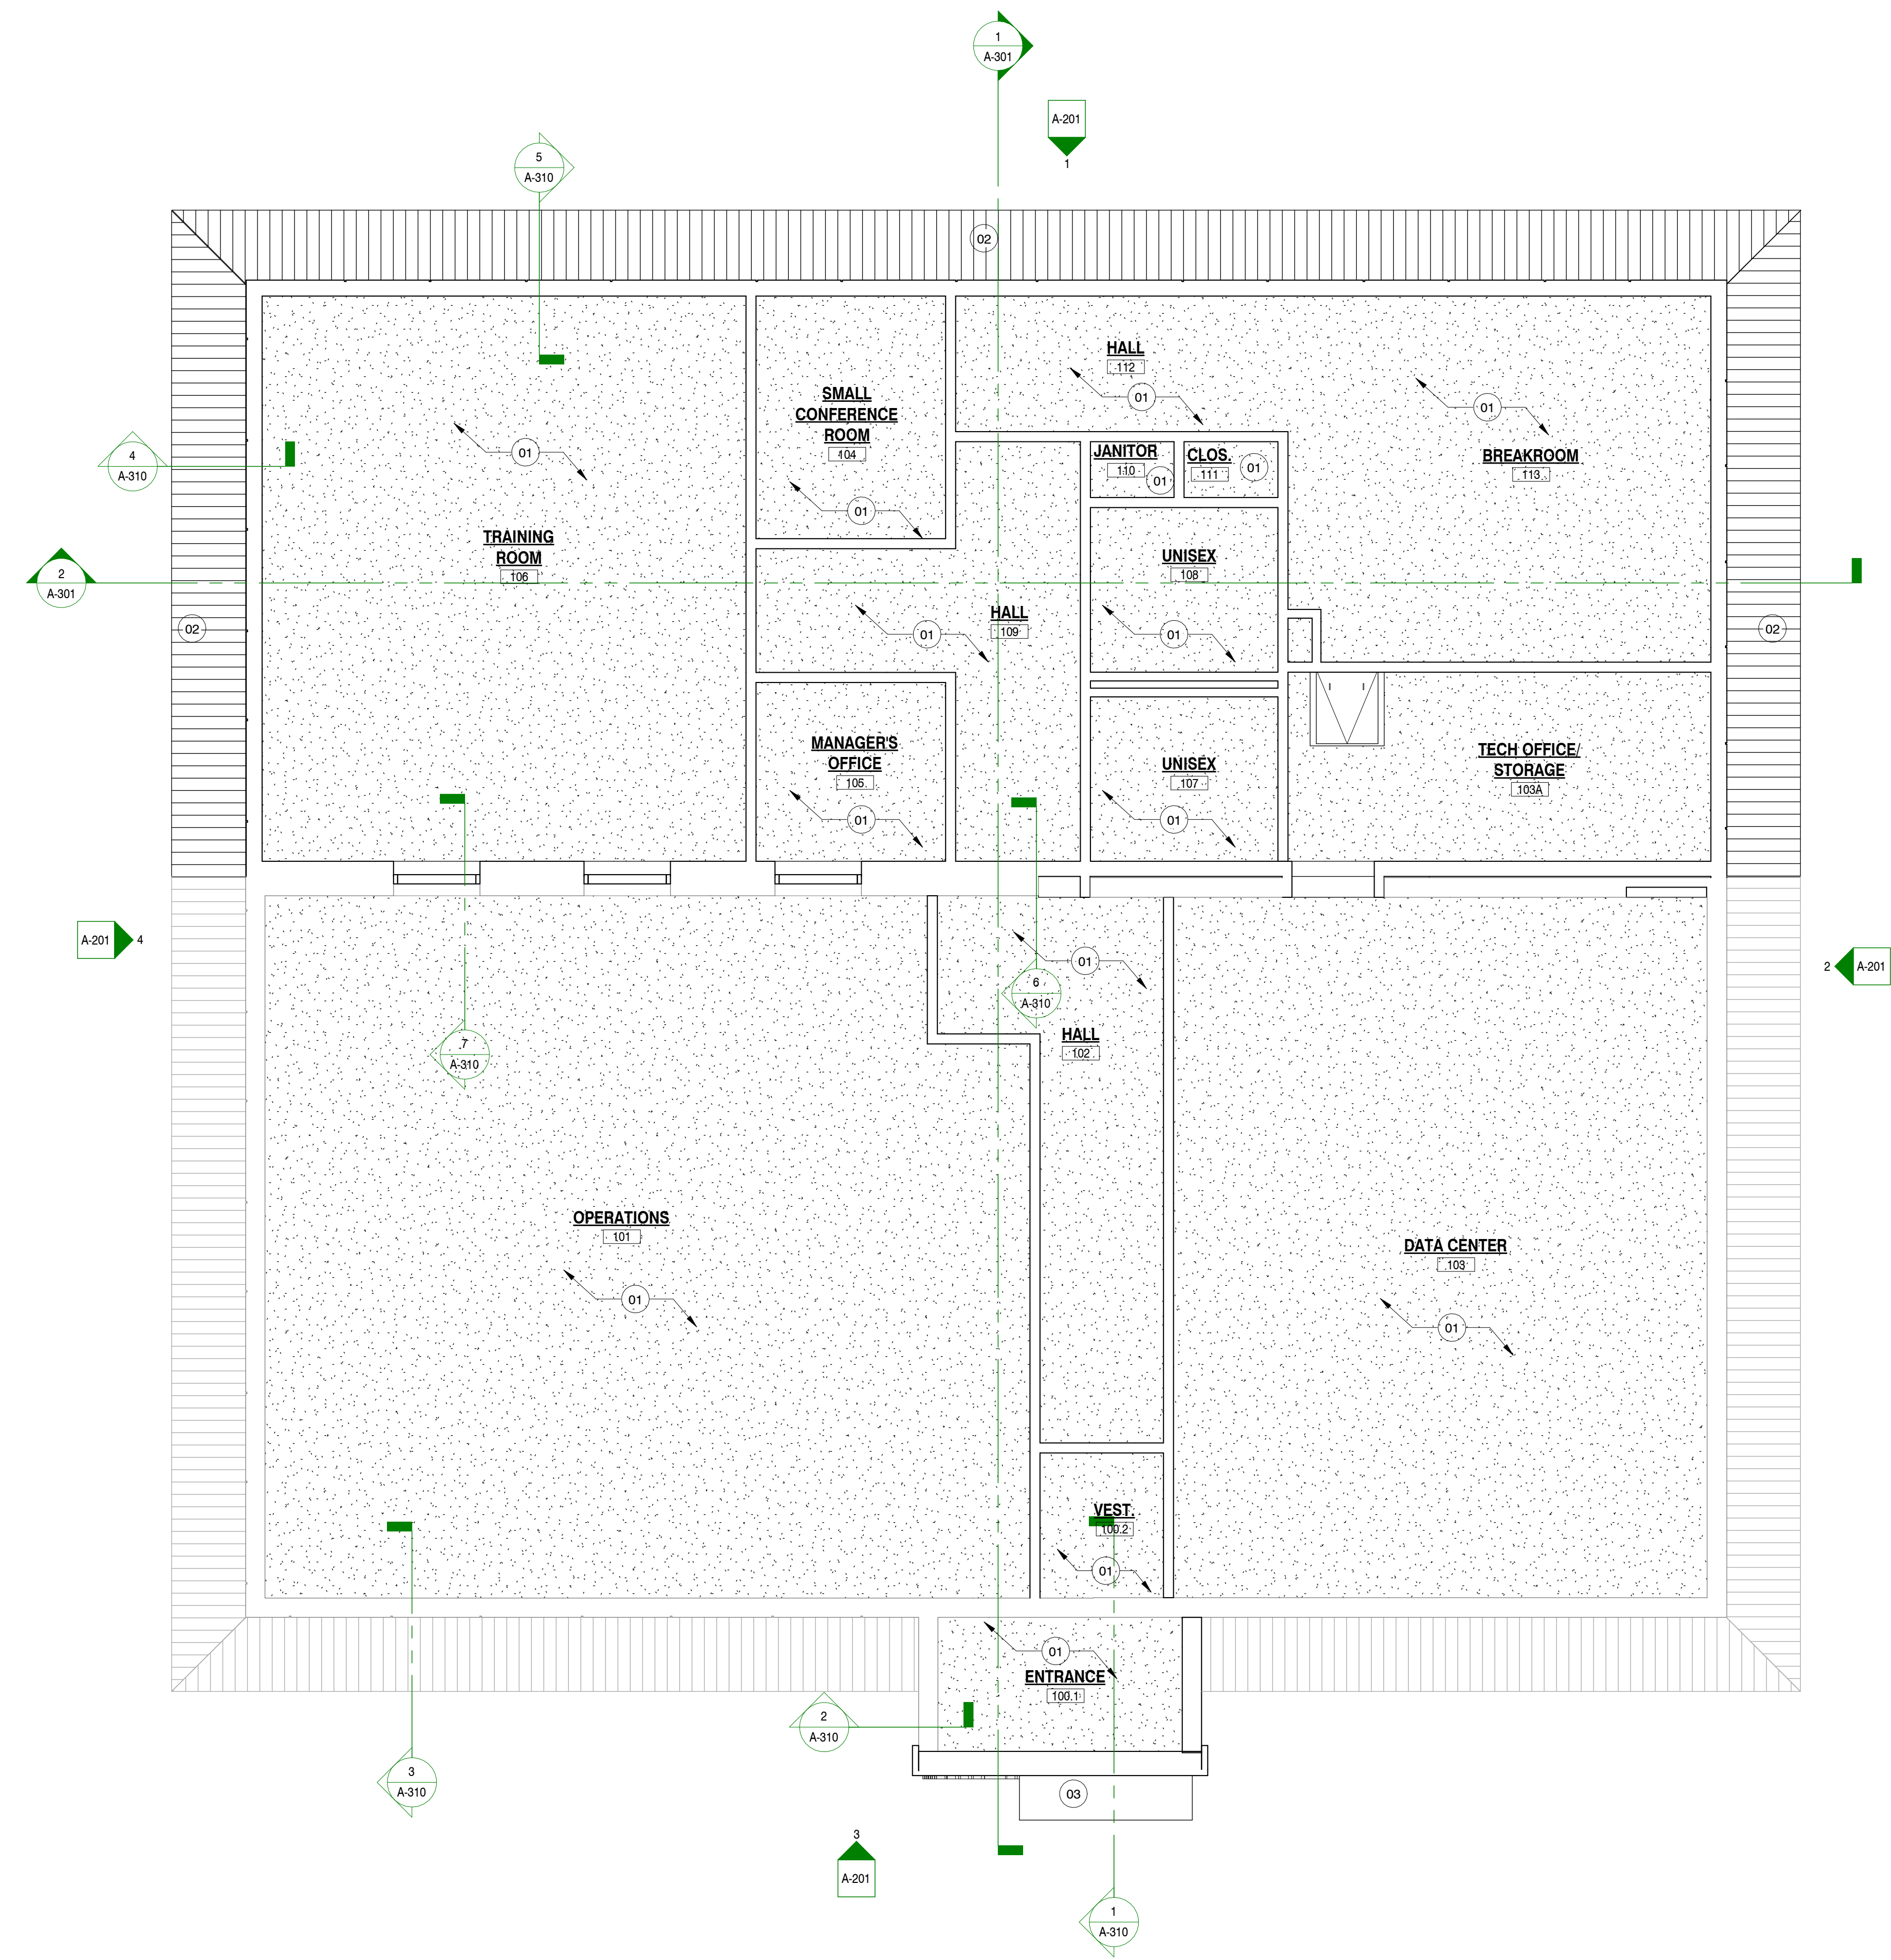 1
A-301
A-201
1
5
A-310
02
HALL
112
01
01
SMALL
CONFERENCE
ROOM
104
01
JANITOR
110
01
CLOS.
111
01
BREAKROOM
113
4
A-310
01
TRAINING
ROOM
106
UNISEX
108
01
2
A-301
02
HALL
109
01
02
MANAGER'S
OFFICE
105
01
UNISEX
107
01
TECH OFFICE/
STORAGE
103A
A-201
4
01
2
A-201
6
A-310
HALL
102
7
A-310
OPERATIONS
101
01
DATA CENTER
103
01
VEST.
100.2
01
01
ENTRANCE
100.1
2
A-310
3
A-310
03
3
A-201
1
A-310